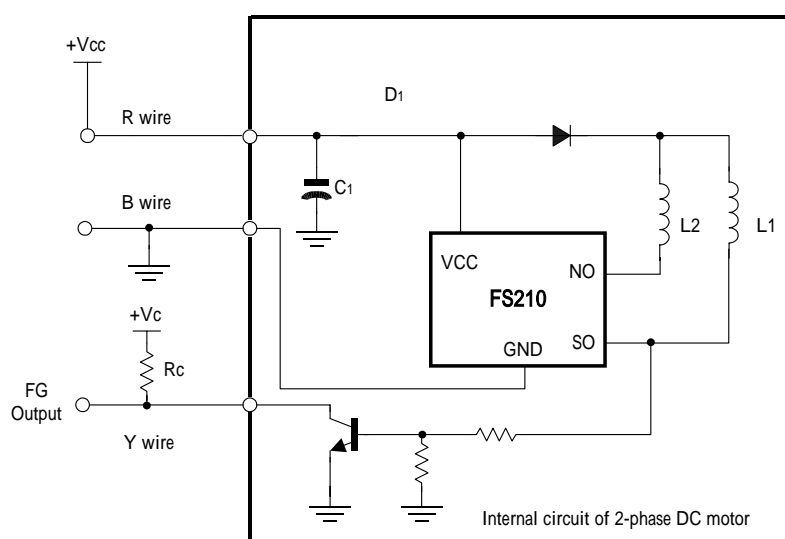 +Vcc
D1
R wire
C1
B wire
L2
L1
VCC
NO
FS210
+Vc
SO
GND
Rc
FG
Output
Y wire
Internal circuit of 2-phase DC motor